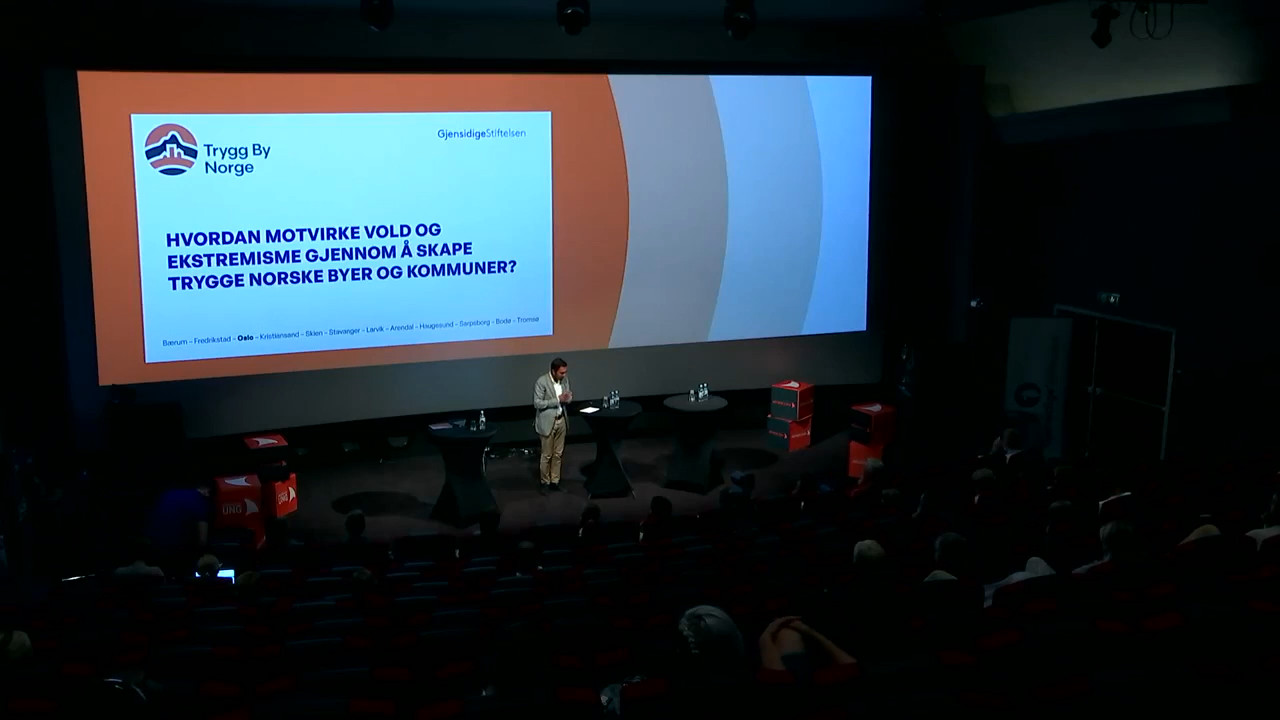 GjensidigeStiftelsen
Trygg By
Norge
HVORDAN MOTVIRKE VOLD OG
EKSTREMISME GJENNOM Å SKAPE
TRYGGE NORSKE BYER OG KOMMUNER?
Bærum – Fredrikstad – Oslo – Kristiansand – Skien – Stavanger – Larvik – Arendal – Haugesund – Sarpsborg – Bodø – Tromsø
UNG